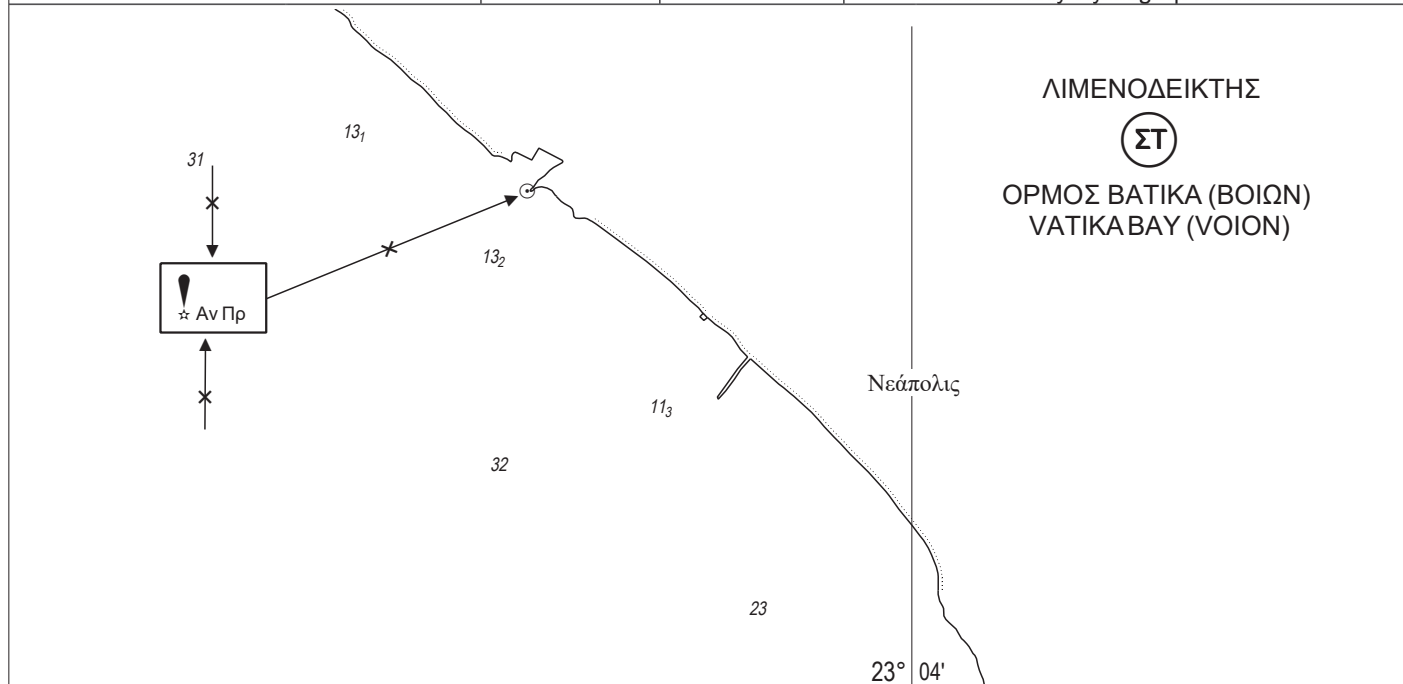 ΛΙΜΕΝΟΔΕΙΚΤΗΣ
ΣΤ
ΟΡΜΟΣ ΒΑΤΙΚΑ (ΒΟΙΩΝ)
VATIKA BAY (VOION)
13₁
31
13₂
Αν Πρ
Νεάπολις
11₃
32
23
23° 04'